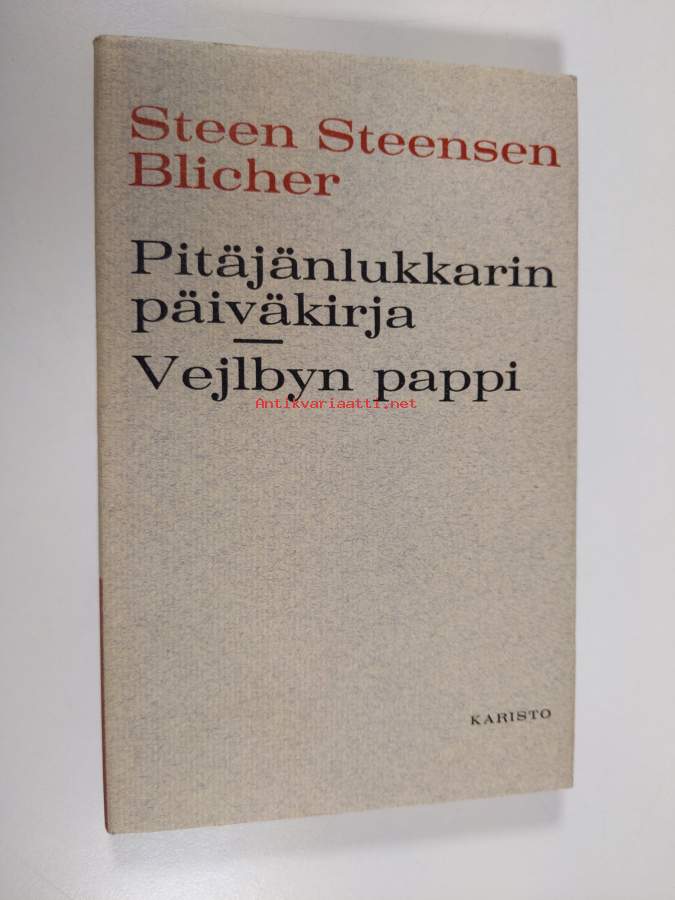 Steen Steensen
Blicher
Pitäjänlukkarin
päiväkirja
Vejlbyn pappi
Antikvariaatti.net
KARISTO